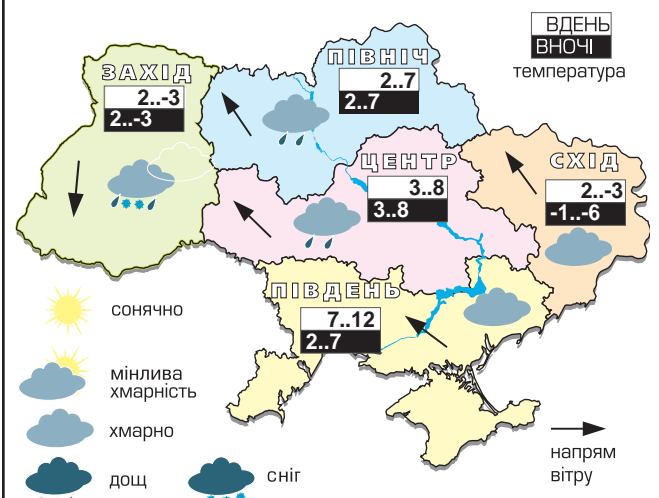 ВДЕНЬ
ВНОЧІ
температура
ЗАХІД
2..-3
2..-3
ПІВНІЧ
2..7
2..7
ЦЕНТР
3..8
3..8
СХІД
2..-3
-1..-6
ПІВДЕНЬ
7..12
2..7
сонячно
мінлива
хмарність
хмарно
дощ
сніг
напрям
вітру